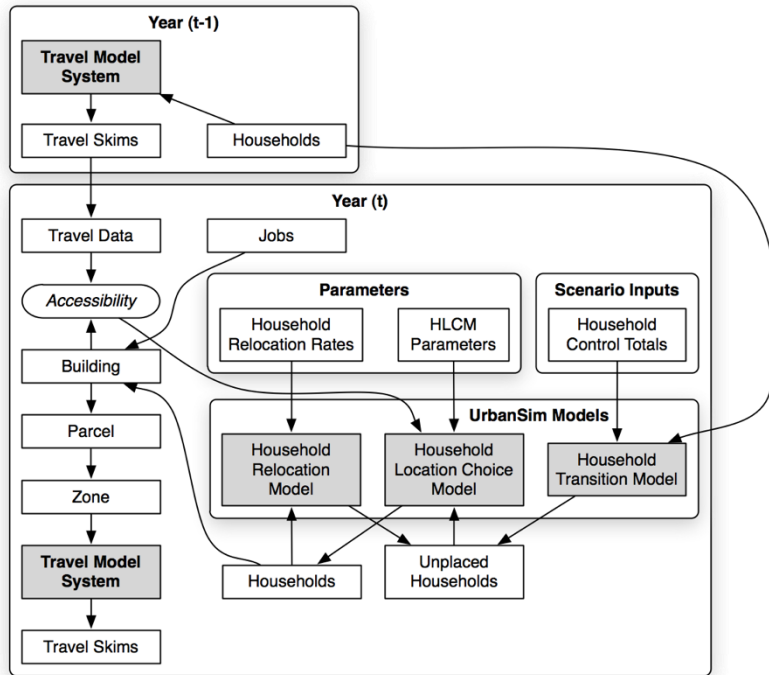 Year (t-1)
Travel Model
System
Travel Skims
Households
Year (t)
Travel Data
Jobs
Accessibility
Parameters
Scenario Inputs
Household
Relocation Rates
HLCM
Parameters
Household
Control Totals
Building
Parcel
UrbanSim Models
Household
Relocation
Model
Household
Location Choice
Model
Household
Transition Model
Zone
Travel Model
System
Households
Unplaced
Households
Travel Skims